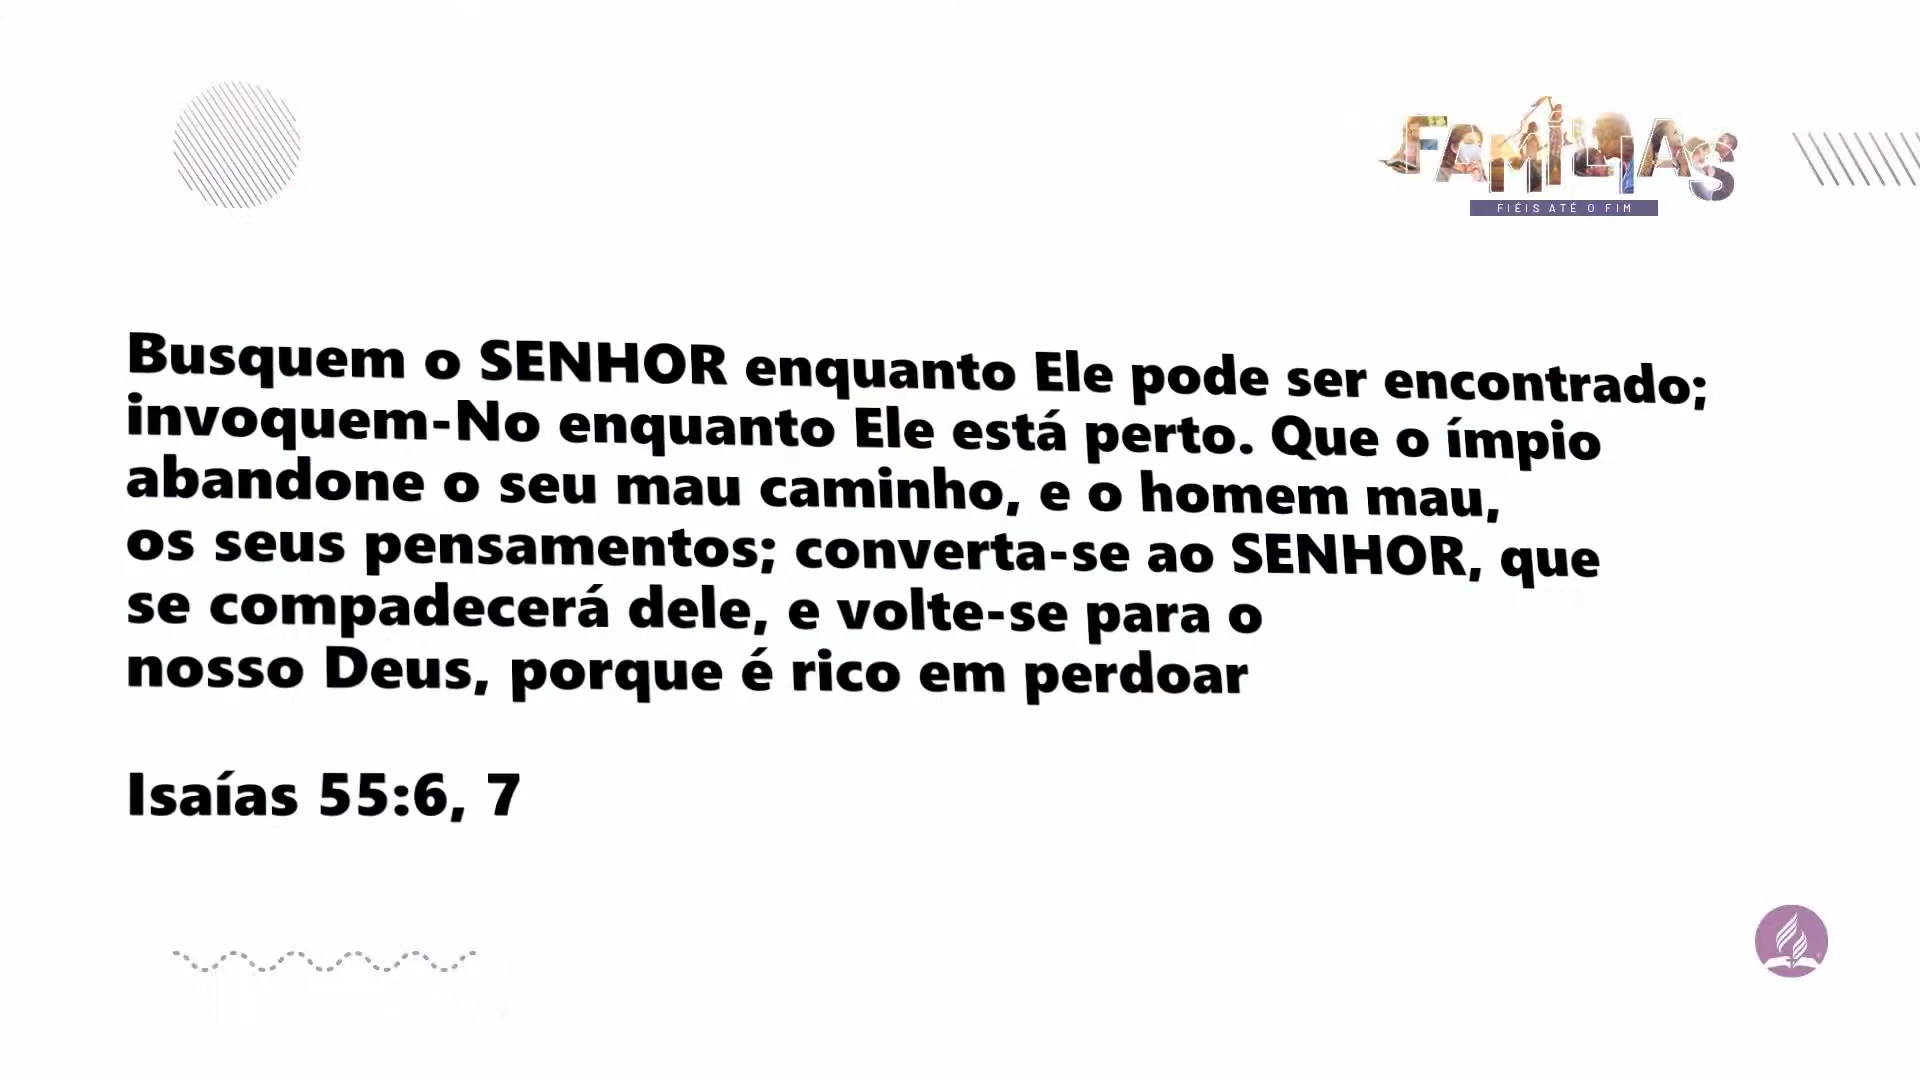 FAMÍLIAS
FIÉIS ATÉ O FIM
Busquem o SENHOR enquanto Ele pode ser encontrado;
invoquem-No enquanto Ele está perto. Que o ímpio
abandone o seu mau caminho, e o homem mau,
os seus pensamentos; converta-se ao SENHOR, que
se compadecerá dele, e volte-se para o
nosso Deus, porque é rico em perdoar
Isaías 55:6, 7